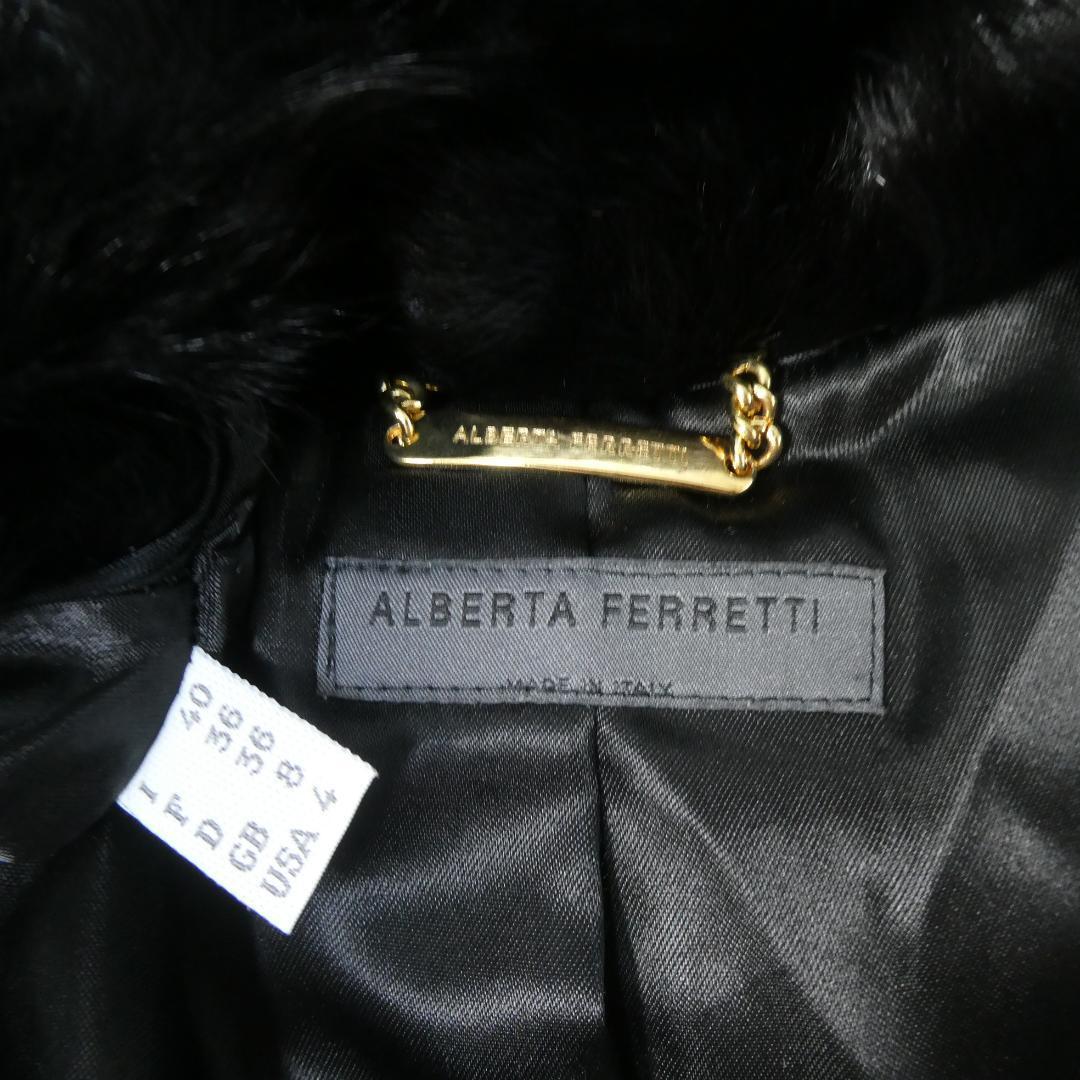 ALBERTA FERRETTI
ALBERTA FERRETTI
MADE IN ITALY
I 40
F 36
D 36
GB 8
USA 4